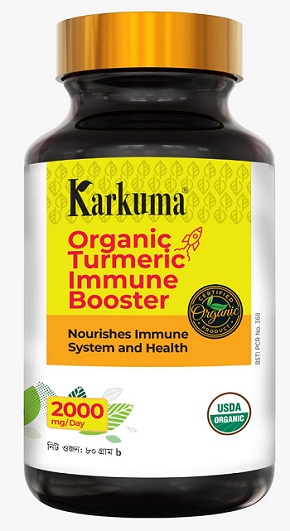 Karkuma®
Organic
Turmeric
Immune
Booster
CERTIFIED
Organic
PRODUCT
Nourishes Immune
System and Health
BSTI PCR No. 368
2000
mg/Day
USDA
ORGANIC
নিট ওজন: ৮০ গ্রাম b